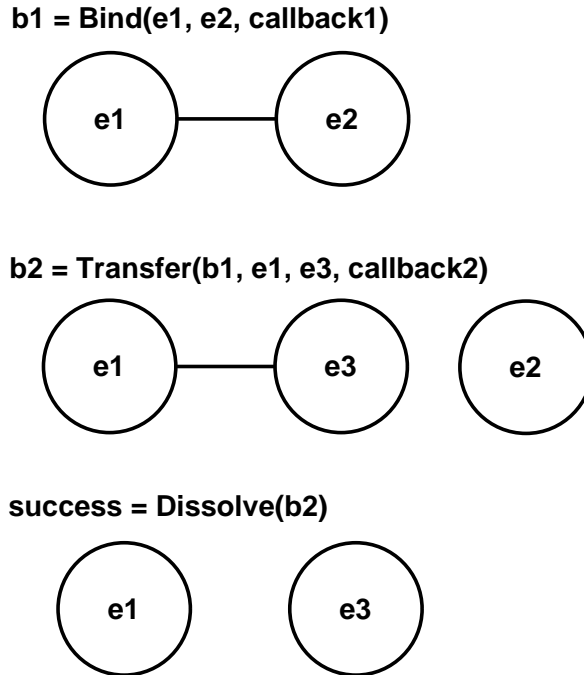 b1 = Bind(e1, e2, callback1)
e1 e2
b2 = Transfer(b1, e1, e3, callback2)
e1 e3 e2
success = Dissolve(b2)
e1 e3